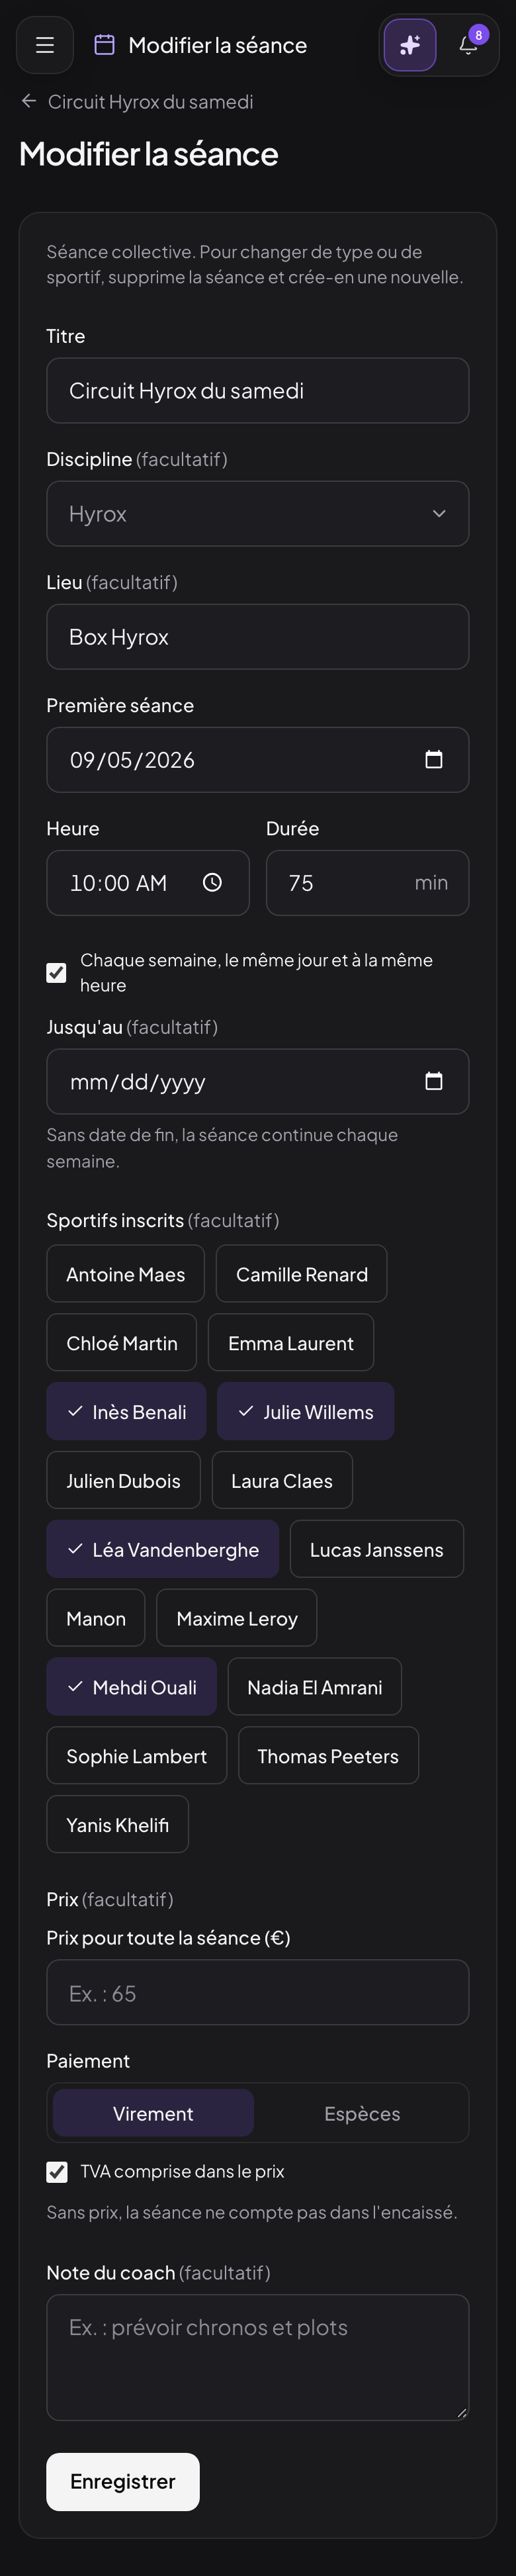 Modifier la séance
8
Circuit Hyrox du samedi
Modifier la séance
Séance collective. Pour changer de type ou de
sportif, supprime la séance et crée-en une nouvelle.
Titre
Circuit Hyrox du samedi
Discipline (facultatif)
Hyrox
Lieu (facultatif)
Box Hyrox
Première séance
09/05/2026
Heure
Durée
10:00 AM
75
min
Chaque semaine, le même jour et à la même
heure
Jusqu'au (facultatif)
mm/dd/yyyy
Sans date de fin, la séance continue chaque
semaine.
Sportifs inscrits (facultatif)
Antoine Maes
Camille Renard
Chloé Martin
Emma Laurent
Inès Benali
Julie Willems
Julien Dubois
Laura Claes
Léa Vandenberghe
Lucas Janssens
Manon
Maxime Leroy
Mehdi Ouali
Nadia El Amrani
Sophie Lambert
Thomas Peeters
Yanis Khelifi
Prix (facultatif)
Prix pour toute la séance (€)
Ex. : 65
Paiement
Virement
Espèces
TVA comprise dans le prix
Sans prix, la séance ne compte pas dans l'encaissé.
Note du coach (facultatif)
Ex. : prévoir chronos et plots
Enregistrer